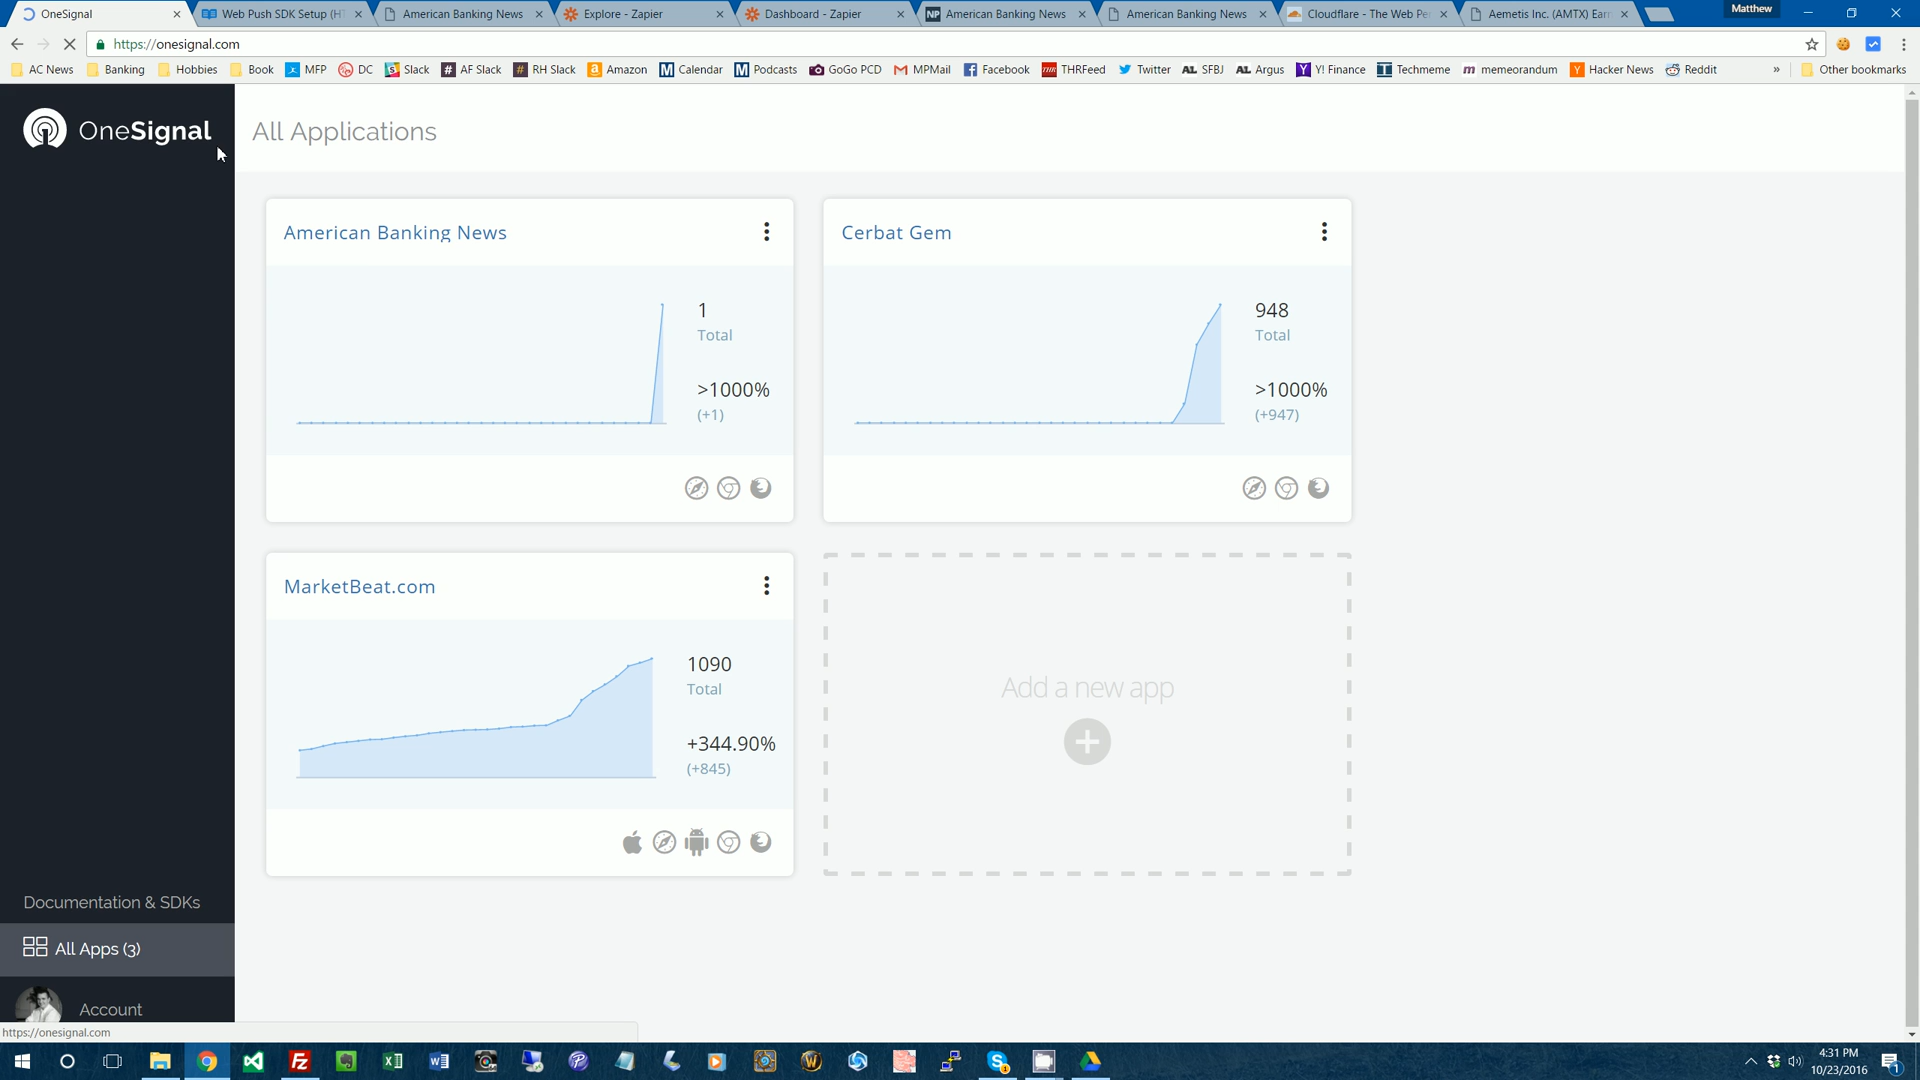 OneSignal
Web Push SDK Setup (HT
American Banking News
Explore - Zapier
Dashboard - Zapier
American Banking News
American Banking News
Cloudflare - The Web Pe
Aemetis Inc. (AMTX) Earn
Matthew
https://onesignal.com
AC News
Banking
Hobbies
Book
MFP
DC
Slack
AF Slack
RH Slack
Amazon
Calendar
Podcasts
GoGo PCD
MPMail
Facebook
THRFeed
Twitter
SFBJ
Argus
Y! Finance
Techmeme
memeorandum
Hacker News
Reddit
»
Other bookmarks
OneSignal
All Applications
American Banking News
1
Total
>1000%
(+1)
Cerbat Gem
948
Total
>1000%
(+947)
MarketBeat.com
1090
Total
+344.90%
(+845)
Add a new app
Documentation & SDKs
All Apps (3)
Account
https://onesignal.com
4:31 PM
10/23/2016